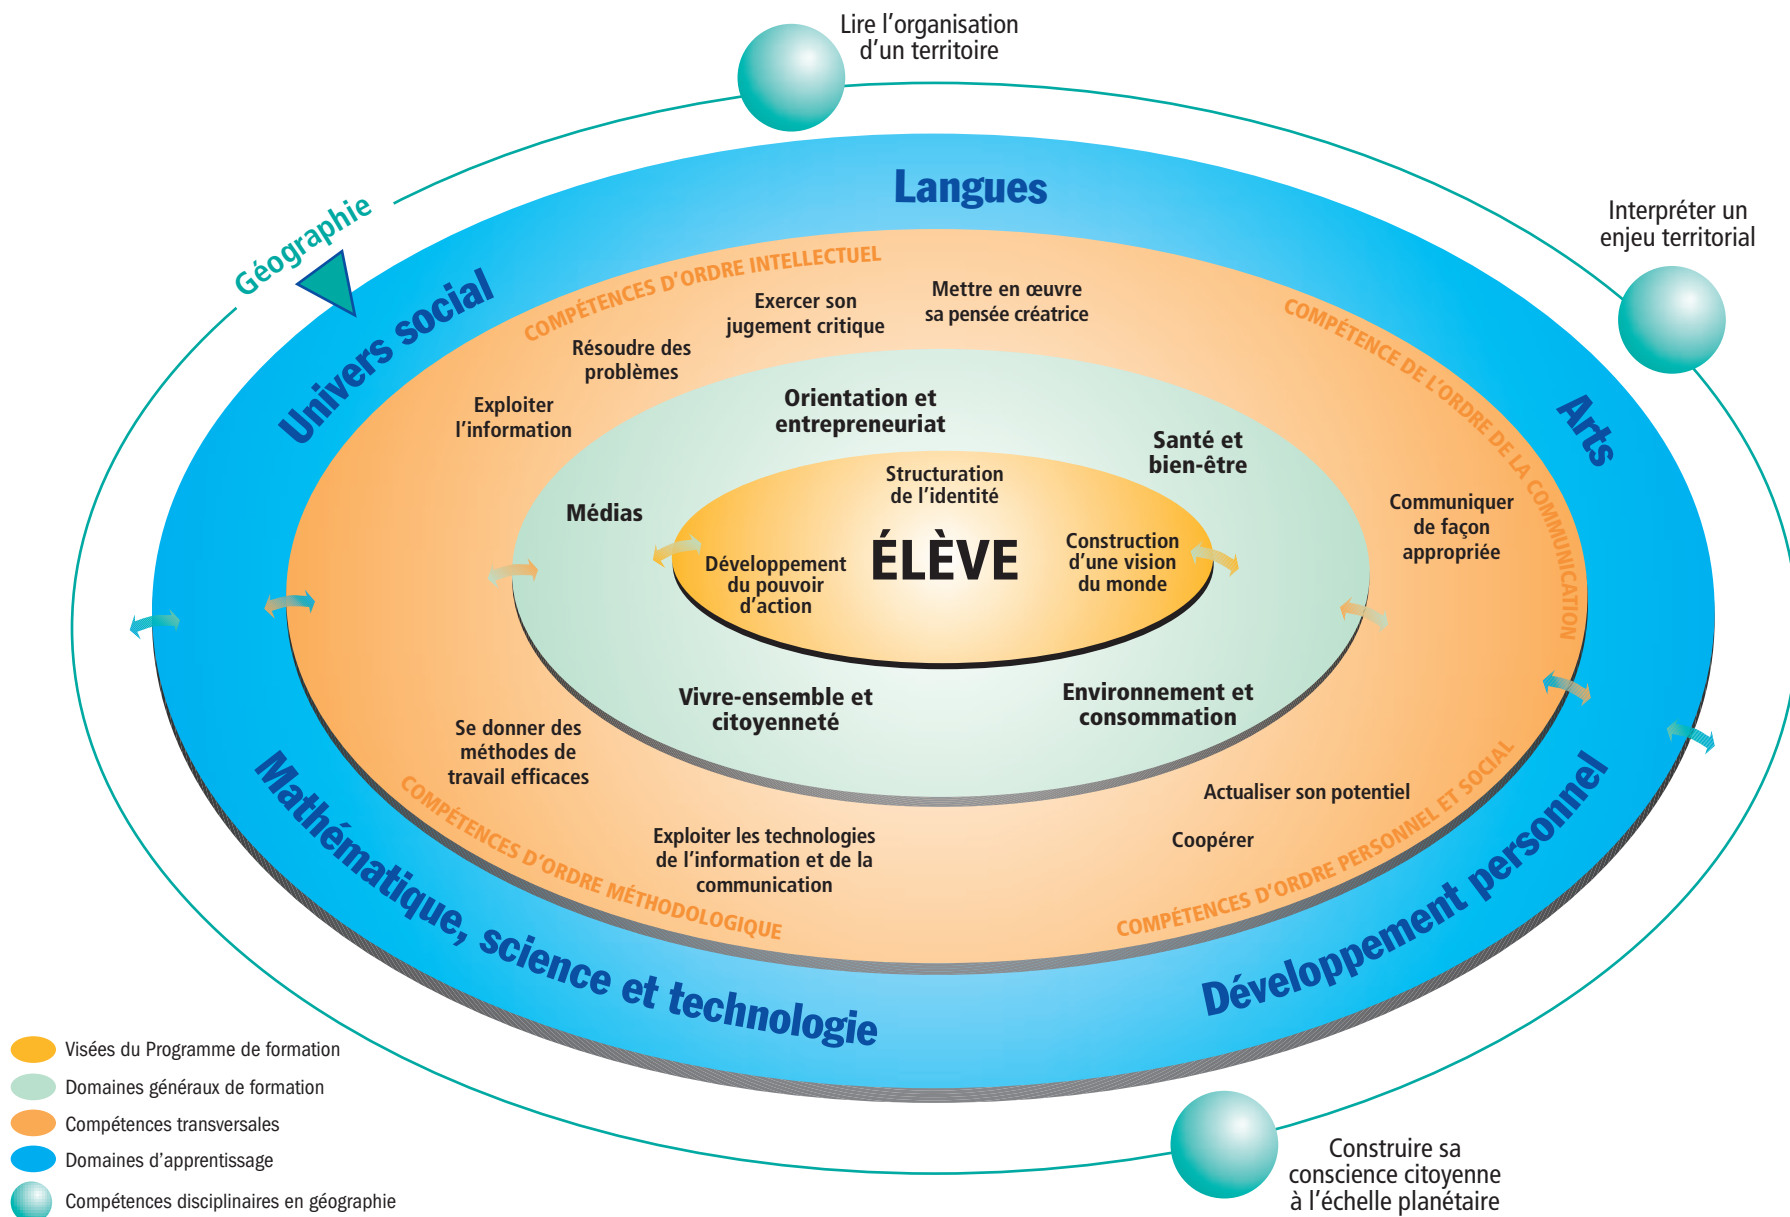 Lire l'organisation
d'un territoire
Interpréter un
enjeu territorial
Géographie
Langues
Univers social
Arts
COMPÉTENCES D'ORDRE INTELLECTUEL
COMPÉTENCE DE L'ORDRE DE LA COMMUNICATION
Exercer son
jugement critique
Mettre en œuvre
sa pensée créatrice
Résoudre des
problèmes
Exploiter
l'information
Orientation et
entrepreneuriat
Santé et
bien-être
Médias
Structuration
de l'identité
ÉLÈVE
Développement
du pouvoir
d'action
Construction
d'une vision
du monde
Communiquer
de façon
appropriée
Vivre-ensemble et
citoyenneté
Environnement et
consommation
Se donner des
méthodes de
travail efficaces
Exploiter les technologies
de l'information et de la
communication
Actualiser son potentiel
Coopérer
COMPÉTENCES D'ORDRE MÉTHODOLOGIQUE
COMPÉTENCES D'ORDRE PERSONNEL ET SOCIAL
Mathématique, science et technologie
Développement personnel
Construire sa
conscience citoyenne
à l'échelle planétaire
Visées du Programme de formation
Domaines généraux de formation
Compétences transversales
Domaines d'apprentissage
Compétences disciplinaires en géographie